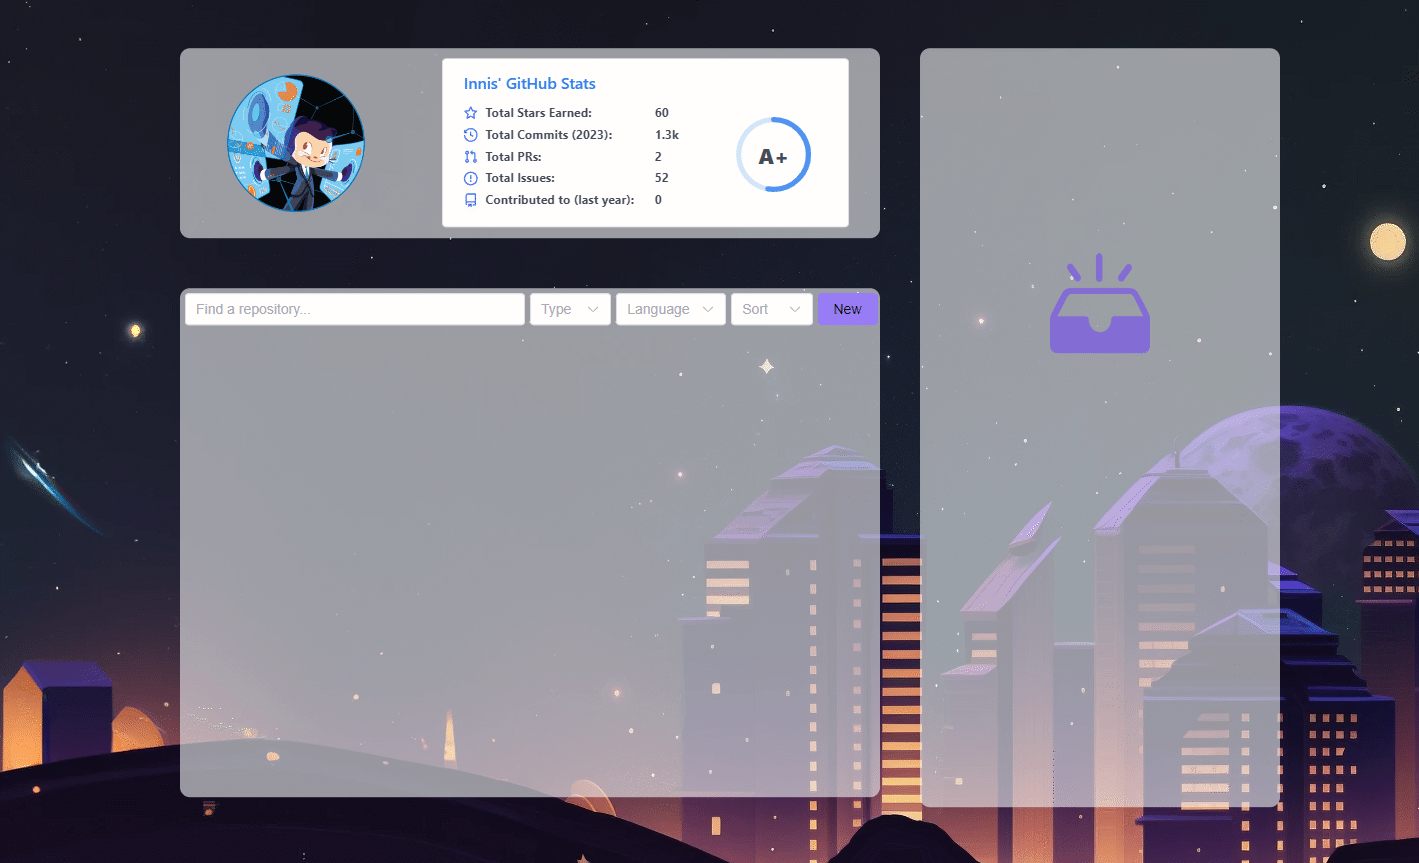 Innis' GitHub Stats
Total Stars Earned: 60
Total Commits (2023): 1.3k
Total PRs: 2
Total Issues: 52
Contributed to (last year): 0
A+
Find a repository... Type Language Sort New